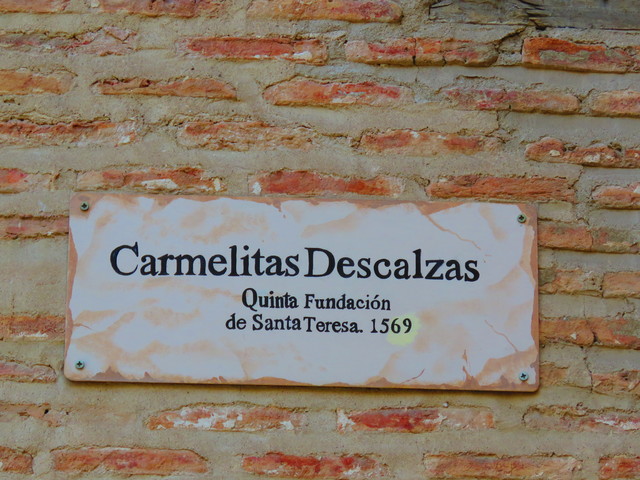 Carmelitas Descalzas
Quinta Fundación
de Santa Teresa. 1569